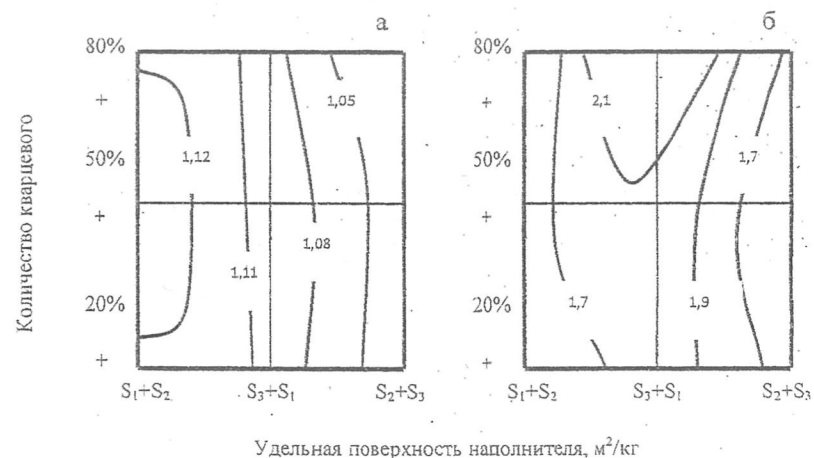 а б
80% 80%
+ 1,05 + 2,1
Количество кварцевого
50% 1,12 50% 1,7
+ +
1,08
1,11
20% 20% 1,7 1,9
+ +
S₁+S₂ S₃+S₁ S₂+S₃ S₁+S₂ S₃+S₁ S₂+S₃
Удельная поверхность наполнителя, м²/кг